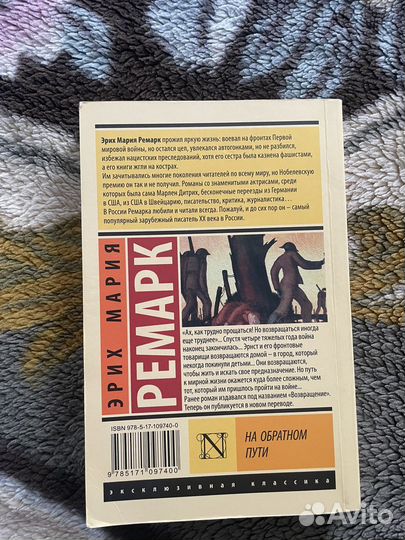 Эрих Мария Ремарк прожил яркую жизнь: воевал на фронтах Первой
мировой войны, но остался цел, увлекался автогонками, но не разбился,
избежал нацистских преследований, хотя его сестра была казнена фашистами,
а его книги жгли на кострах.
Им зачитывались многие поколения читателей по всему миру, но Нобелевскую
премию он так и не получил. Романы со знаменитыми актрисами, среди
которых была сама Марлен Дитрих, бесконечные переезды из Германии
в США, из США в Швейцарию, писательство, критика, журналистика…
В России Ремарка любили и читали всегда. Пожалуй, и до сих пор он – самый
популярный зарубежный писатель XX века в России.
ЭРИХ МАРИЯ
РЕМАРК
«Ах, как трудно прощаться! Но возвращаться иногда
еще труднее»... Спустя четыре тяжелых года война
наконец закончилась... Эрнст и его фронтовые
товарищи возвращаются домой – в город, который
некогда покинули детьми... Они возвращаются,
чтобы жить и искать свое предназначение. Но путь
к мирной жизни окажется куда более сложным, чем
тот, которым им пришлось пройти на войне...
Ранее роман издавался под названием «Возвращение».
Теперь он публикуется в новом переводе.
ISBN 978-5-17-109740-0
9 785171 097400
N
НА ОБРАТНОМ
ПУТИ
эксклюзивная классика
Avito